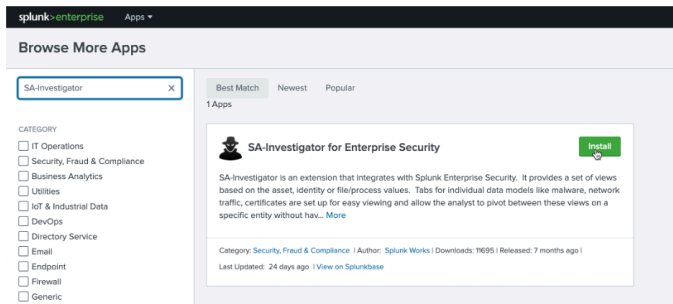 splunk>enterprise Apps ▾
Browse More Apps
SA-Investigator ×
CATEGORY
IT Operations
Security, Fraud & Compliance
Business Analytics
Utilities
IoT & Industrial Data
DevOps
Directory Service
Email
Endpoint
Firewall
Generic
Best Match Newest Popular
1 Apps
SA-Investigator for Enterprise Security
Install
SA-Investigator is an extension that integrates with Splunk Enterprise Security. It provides a set of views
based on the asset, identity or file/process values. Tabs for individual data models like malware, network
traffic, certificates are set up for easy viewing and allow the analyst to pivot between these views on a
specific entity without hav... More
Category: Security, Fraud & Compliance | Author: Splunk Works | Downloads: 11695 | Released: 7 months ago |
Last Updated: 24 days ago | View on Splunkbase